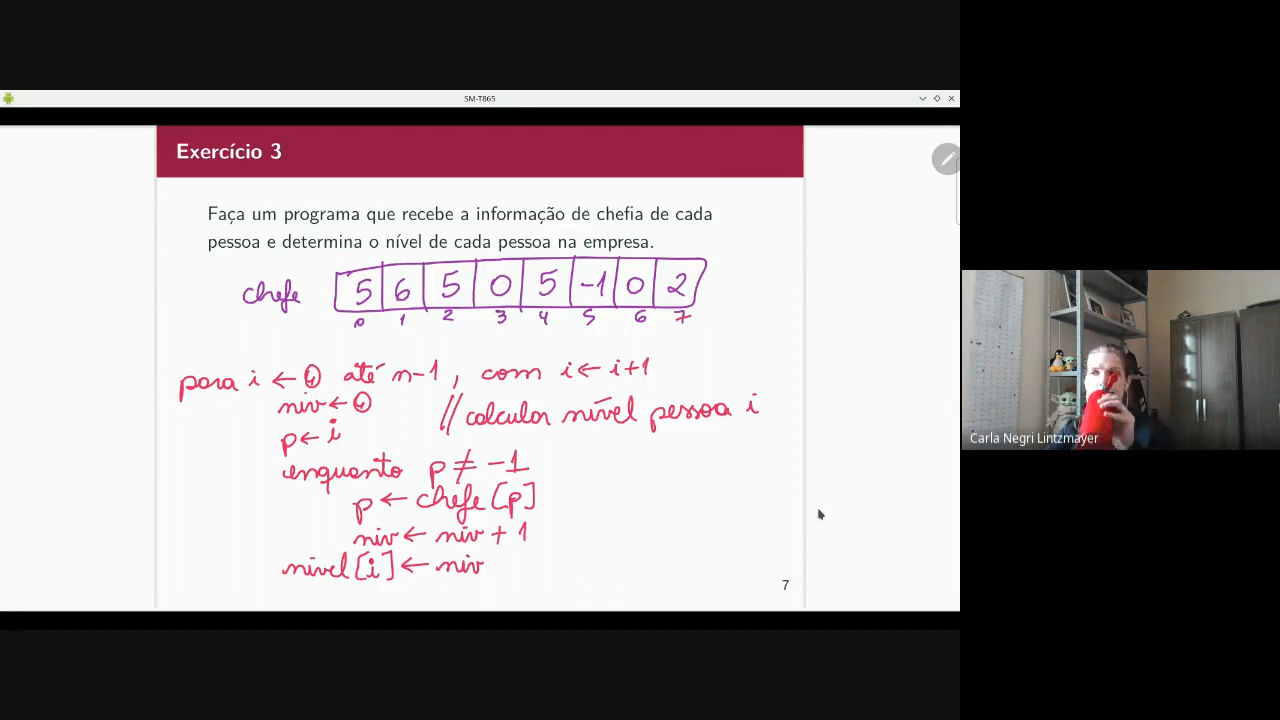 SM-T865
Exercício 3
Faça um programa que recebe a informação de chefia de cada
pessoa e determina o nível de cada pessoa na empresa.
chefe 5 6 5 0 5 -1 0 2
0 1 2 3 4 5 6 7
para i ← 0 até n-1, com i ← i+1
niv ← 0 // calcular nível pessoa i
p ← i
enquanto p ≠ -1
p ← chefe[p]
niv ← niv + 1
nivel[i] ← niv
7
Carla Negri Lintzmayer